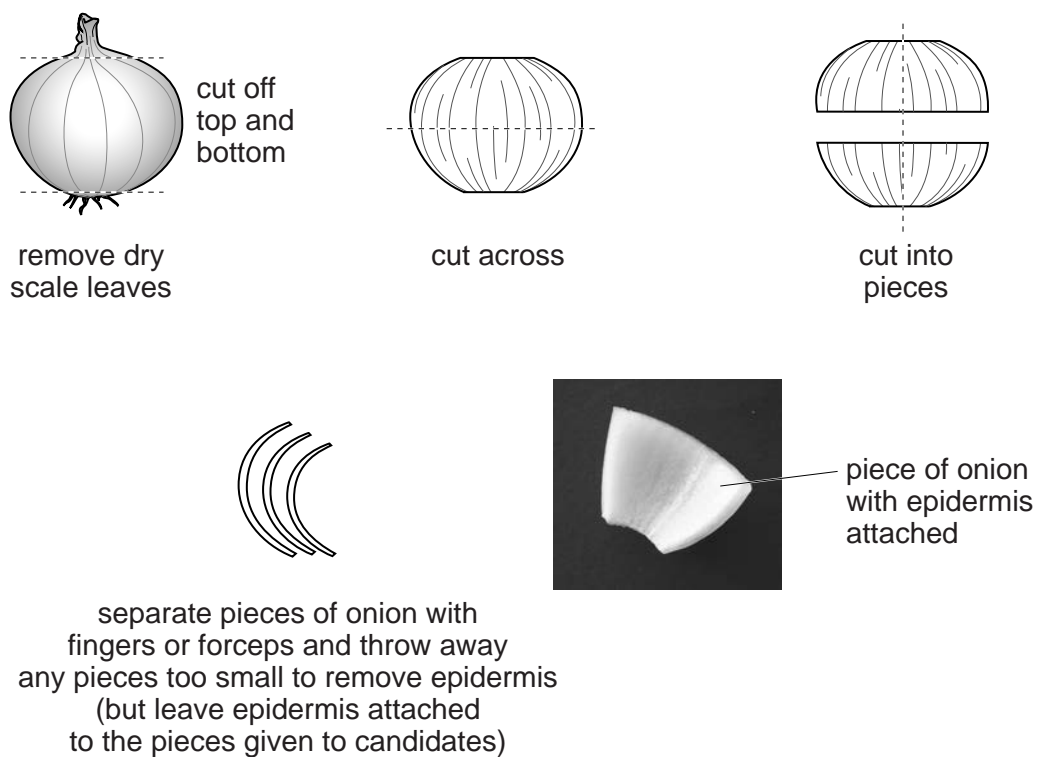 cut off
top and
bottom
remove dry
scale leaves
cut across
cut into
pieces
piece of onion
with epidermis
attached
separate pieces of onion with
fingers or forceps and throw away
any pieces too small to remove epidermis
(but leave epidermis attached
to the pieces given to candidates)